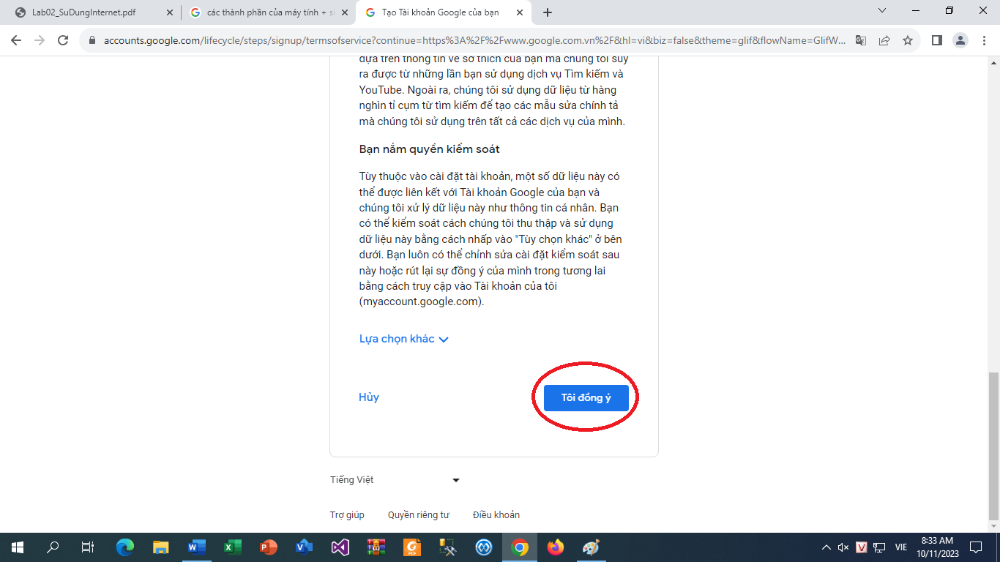 Lab02_SuDungInternet.pdf
các thành phần của máy tính + si
Tạo Tài khoản Google của bạn
accounts.google.com/lifecycle/steps/signup/termsofservice?continue=https%3A%2F%2Fwww.google.com.vn%2F&hl=vi&biz=false&theme=glif&flowName=GlifW...
dựa trên thông tin về sở thích của bạn mà chúng tôi suy
ra được từ những lần bạn sử dụng dịch vụ Tìm kiếm và
YouTube. Ngoài ra, chúng tôi sử dụng dữ liệu từ hàng
nghìn tỉ cụm từ tìm kiếm để tạo các mẫu sửa chính tả
mà chúng tôi sử dụng trên tất cả các dịch vụ của mình.
Bạn nắm quyền kiểm soát
Tùy thuộc vào cài đặt tài khoản, một số dữ liệu này có
thể được liên kết với Tài khoản Google của bạn và
chúng tôi xử lý dữ liệu này như thông tin cá nhân. Bạn
có thể kiểm soát cách chúng tôi thu thập và sử dụng
dữ liệu này bằng cách nhấp vào "Tùy chọn khác" ở bên
dưới. Bạn luôn có thể chỉnh sửa cài đặt kiểm soát sau
này hoặc rút lại sự đồng ý của mình trong tương lai
bằng cách truy cập vào Tài khoản của tôi
(myaccount.google.com).
Lựa chọn khác
Hủy
Tôi đồng ý
Tiếng Việt
Trợ giúp
Quyền riêng tư
Điều khoản
VIE
8:33 AM
10/11/2023